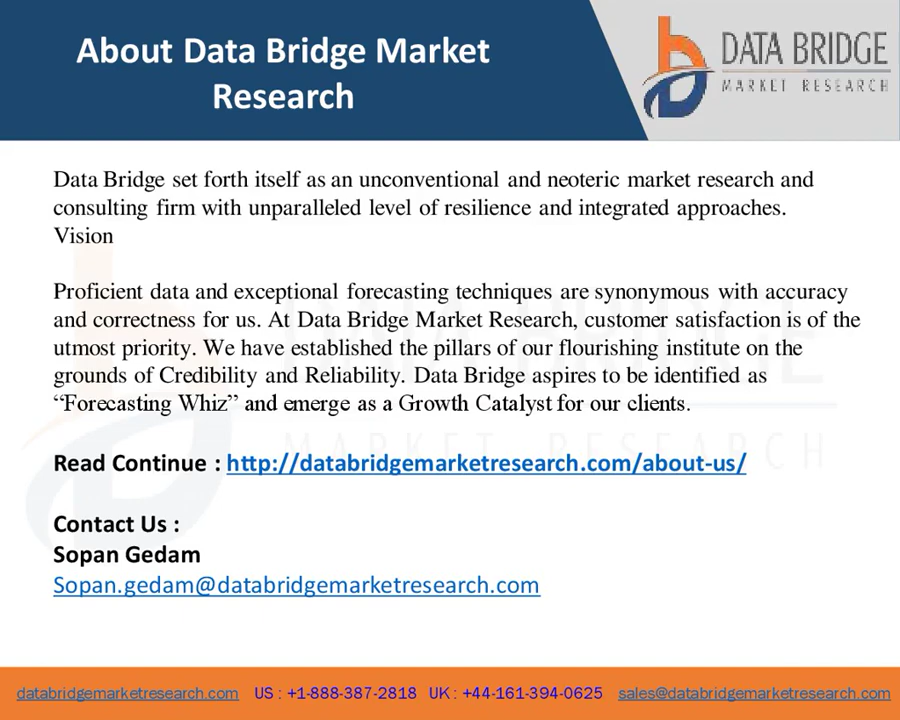 About Data Bridge Market
Research
DATA BRIDGE
MARKET RESEARCH
Data Bridge set forth itself as an unconventional and neoteric market research and
consulting firm with unparalleled level of resilience and integrated approaches.
Vision
Proficient data and exceptional forecasting techniques are synonymous with accuracy
and correctness for us. At Data Bridge Market Research, customer satisfaction is of the
utmost priority. We have established the pillars of our flourishing institute on the
grounds of Credibility and Reliability. Data Bridge aspires to be identified as
“Forecasting Whiz” and emerge as a Growth Catalyst for our clients.
MARKET RESEARCH
Read Continue : http://databridgemarketresearch.com/about-us/
Contact Us :
Sopan Gedam
Sopan.gedam@databridgemarketresearch.com
databridgemarketresearch.com US : +1-888-387-2818 UK : +44-161-394-0625 sales@databridgemarketresearch.com